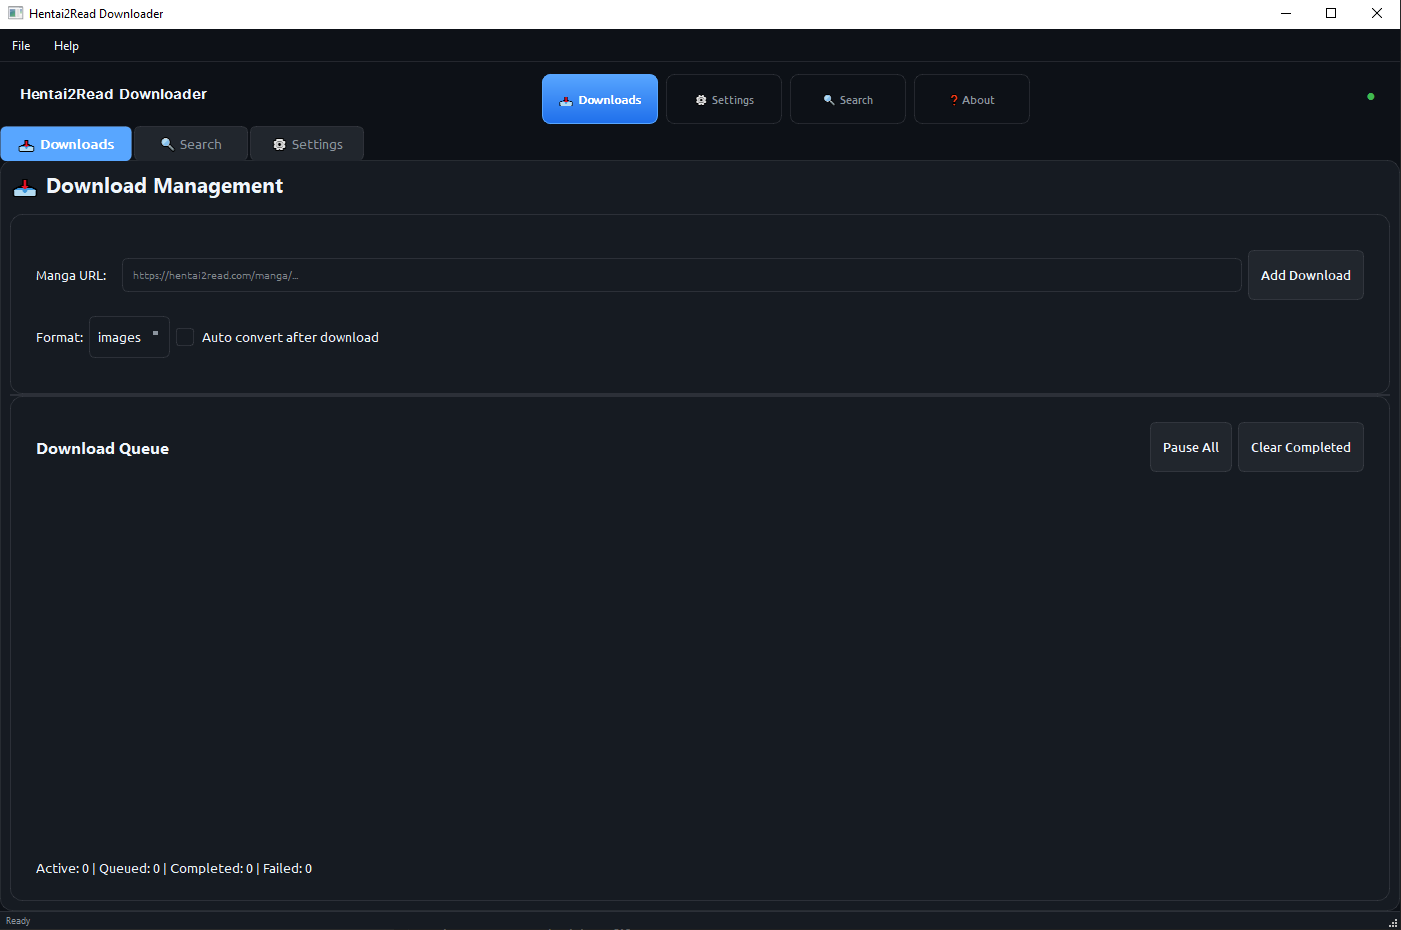 Hentai2Read Downloader
File Help
Hentai2Read Downloader
Downloads Settings Search ? About
Downloads Search Settings
Download Management
Manga URL: https://hentai2read.com/manga/... Add Download
Format: images Auto convert after download
Download Queue Pause All Clear Completed
Active: 0 | Queued: 0 | Completed: 0 | Failed: 0
Ready